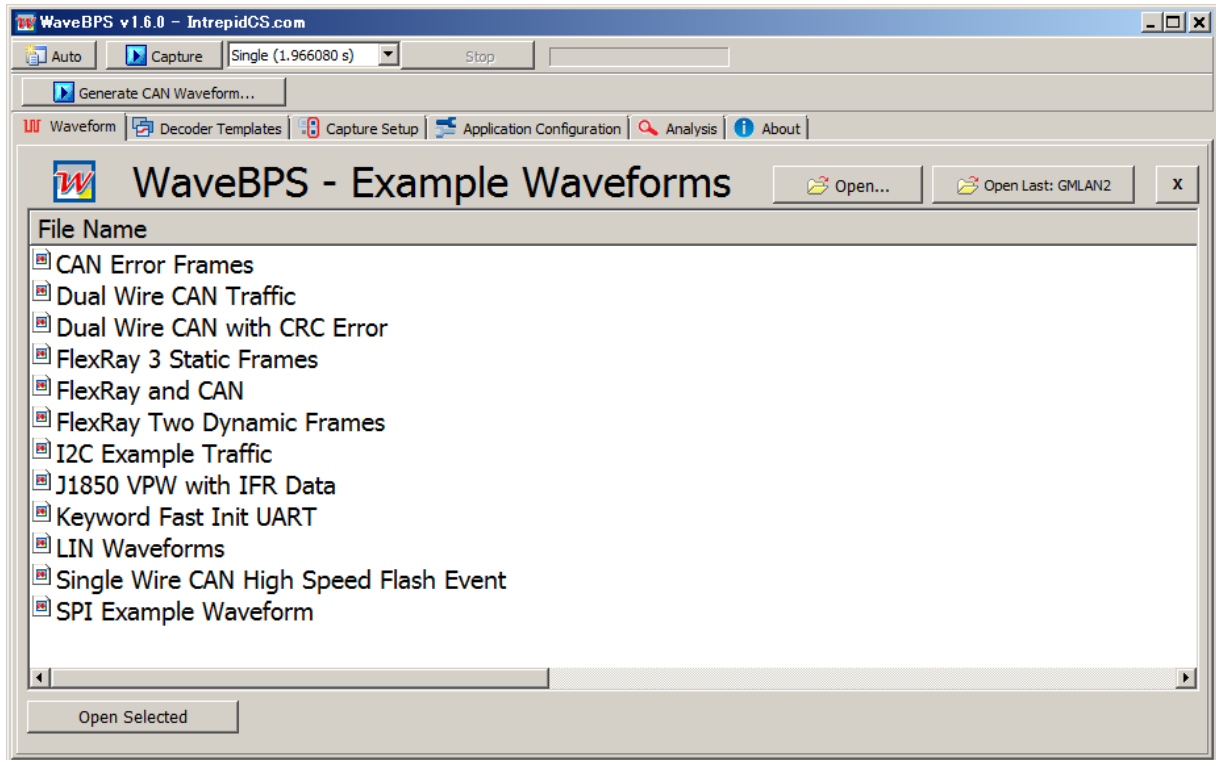 WaveBPS v1.6.0 - IntrepidCS.com
Auto Capture Single (1.966080 s) Stop
Generate CAN Waveform...
Waveform Decoder Templates Capture Setup Application Configuration Analysis About
WaveBPS - Example Waveforms Open... Open Last: GMLAN2 X
File Name
CAN Error Frames
Dual Wire CAN Traffic
Dual Wire CAN with CRC Error
FlexRay 3 Static Frames
FlexRay and CAN
FlexRay Two Dynamic Frames
I2C Example Traffic
J1850 VPW with IFR Data
Keyword Fast Init UART
LIN Waveforms
Single Wire CAN High Speed Flash Event
SPI Example Waveform
Open Selected